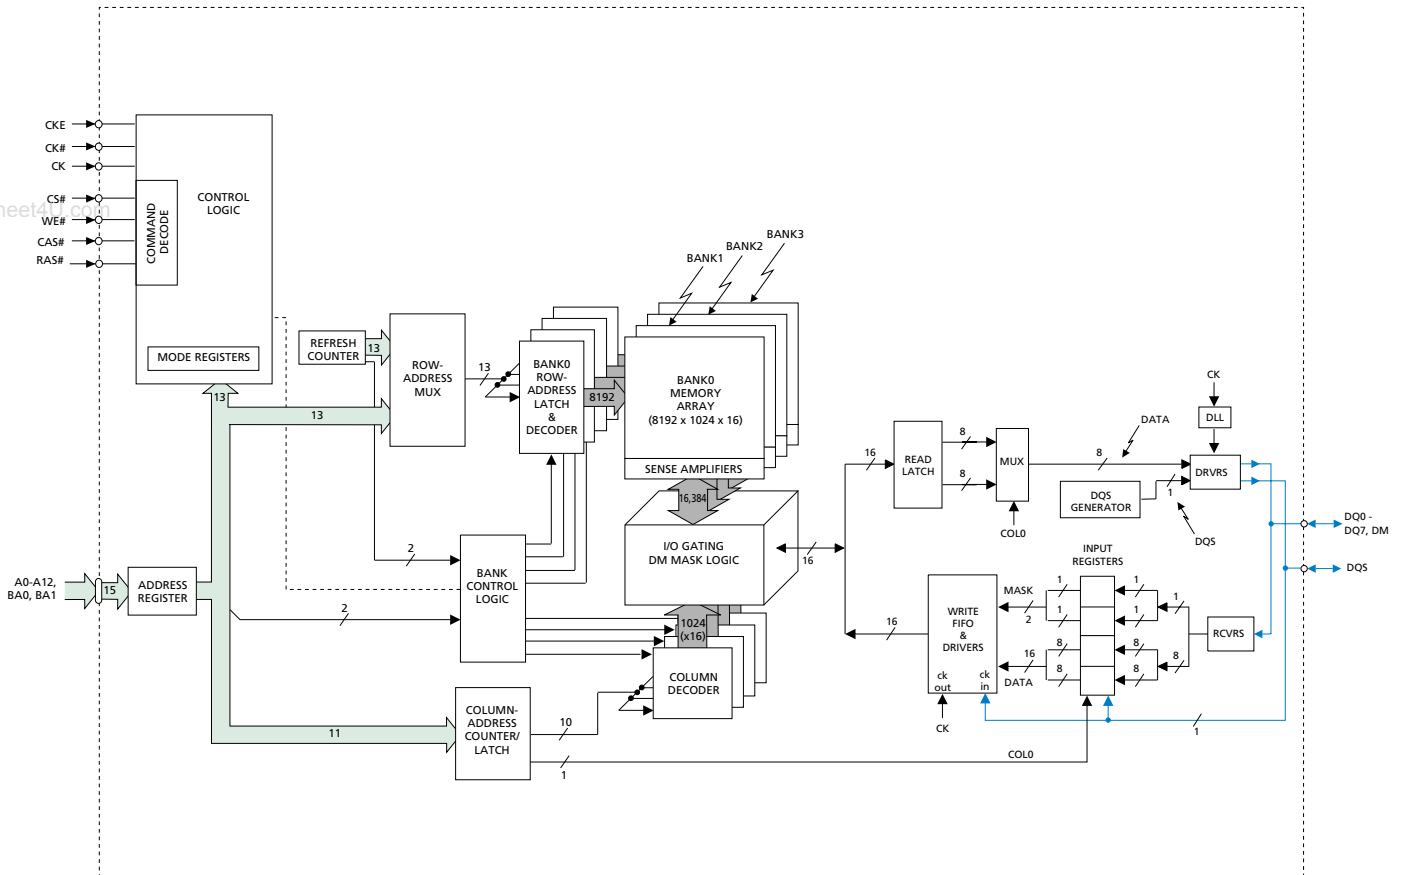 CKE
CK#
CK
CS#
WE#
CAS#
RAS#
neet4U.com
COMMAND
DECODE
CONTROL
LOGIC
MODE REGISTERS
13
REFRESH
COUNTER
13
13
ROW-
ADDRESS
MUX
13
BANK0
ROW-
ADDRESS
LATCH
&
DECODER
8192
BANK1
BANK2
BANK3
BANK0
MEMORY
ARRAY
(8192 x 1024 x 16)
SENSE AMPLIFIERS
16,384
I/O GATING
DM MASK LOGIC
16
1024
(x16)
COLUMN
DECODER
A0-A12,
BA0, BA1
15
ADDRESS
REGISTER
2
2
BANK
CONTROL
LOGIC
11
COLUMN-
ADDRESS
COUNTER/
LATCH
10
1
COL0
16
READ
LATCH
8
8
MUX
COL0
8
DATA
DQS
GENERATOR
1
DQS
CK
DLL
DRVRS
DQ0 -
DQ7, DM
DQS
INPUT
REGISTERS
16
WRITE
FIFO
&
DRIVERS
ck
out
ck
in
CK
MASK
2
16
DATA
1
1
8
8
1
1
8
8
1
8
RCVRS
1